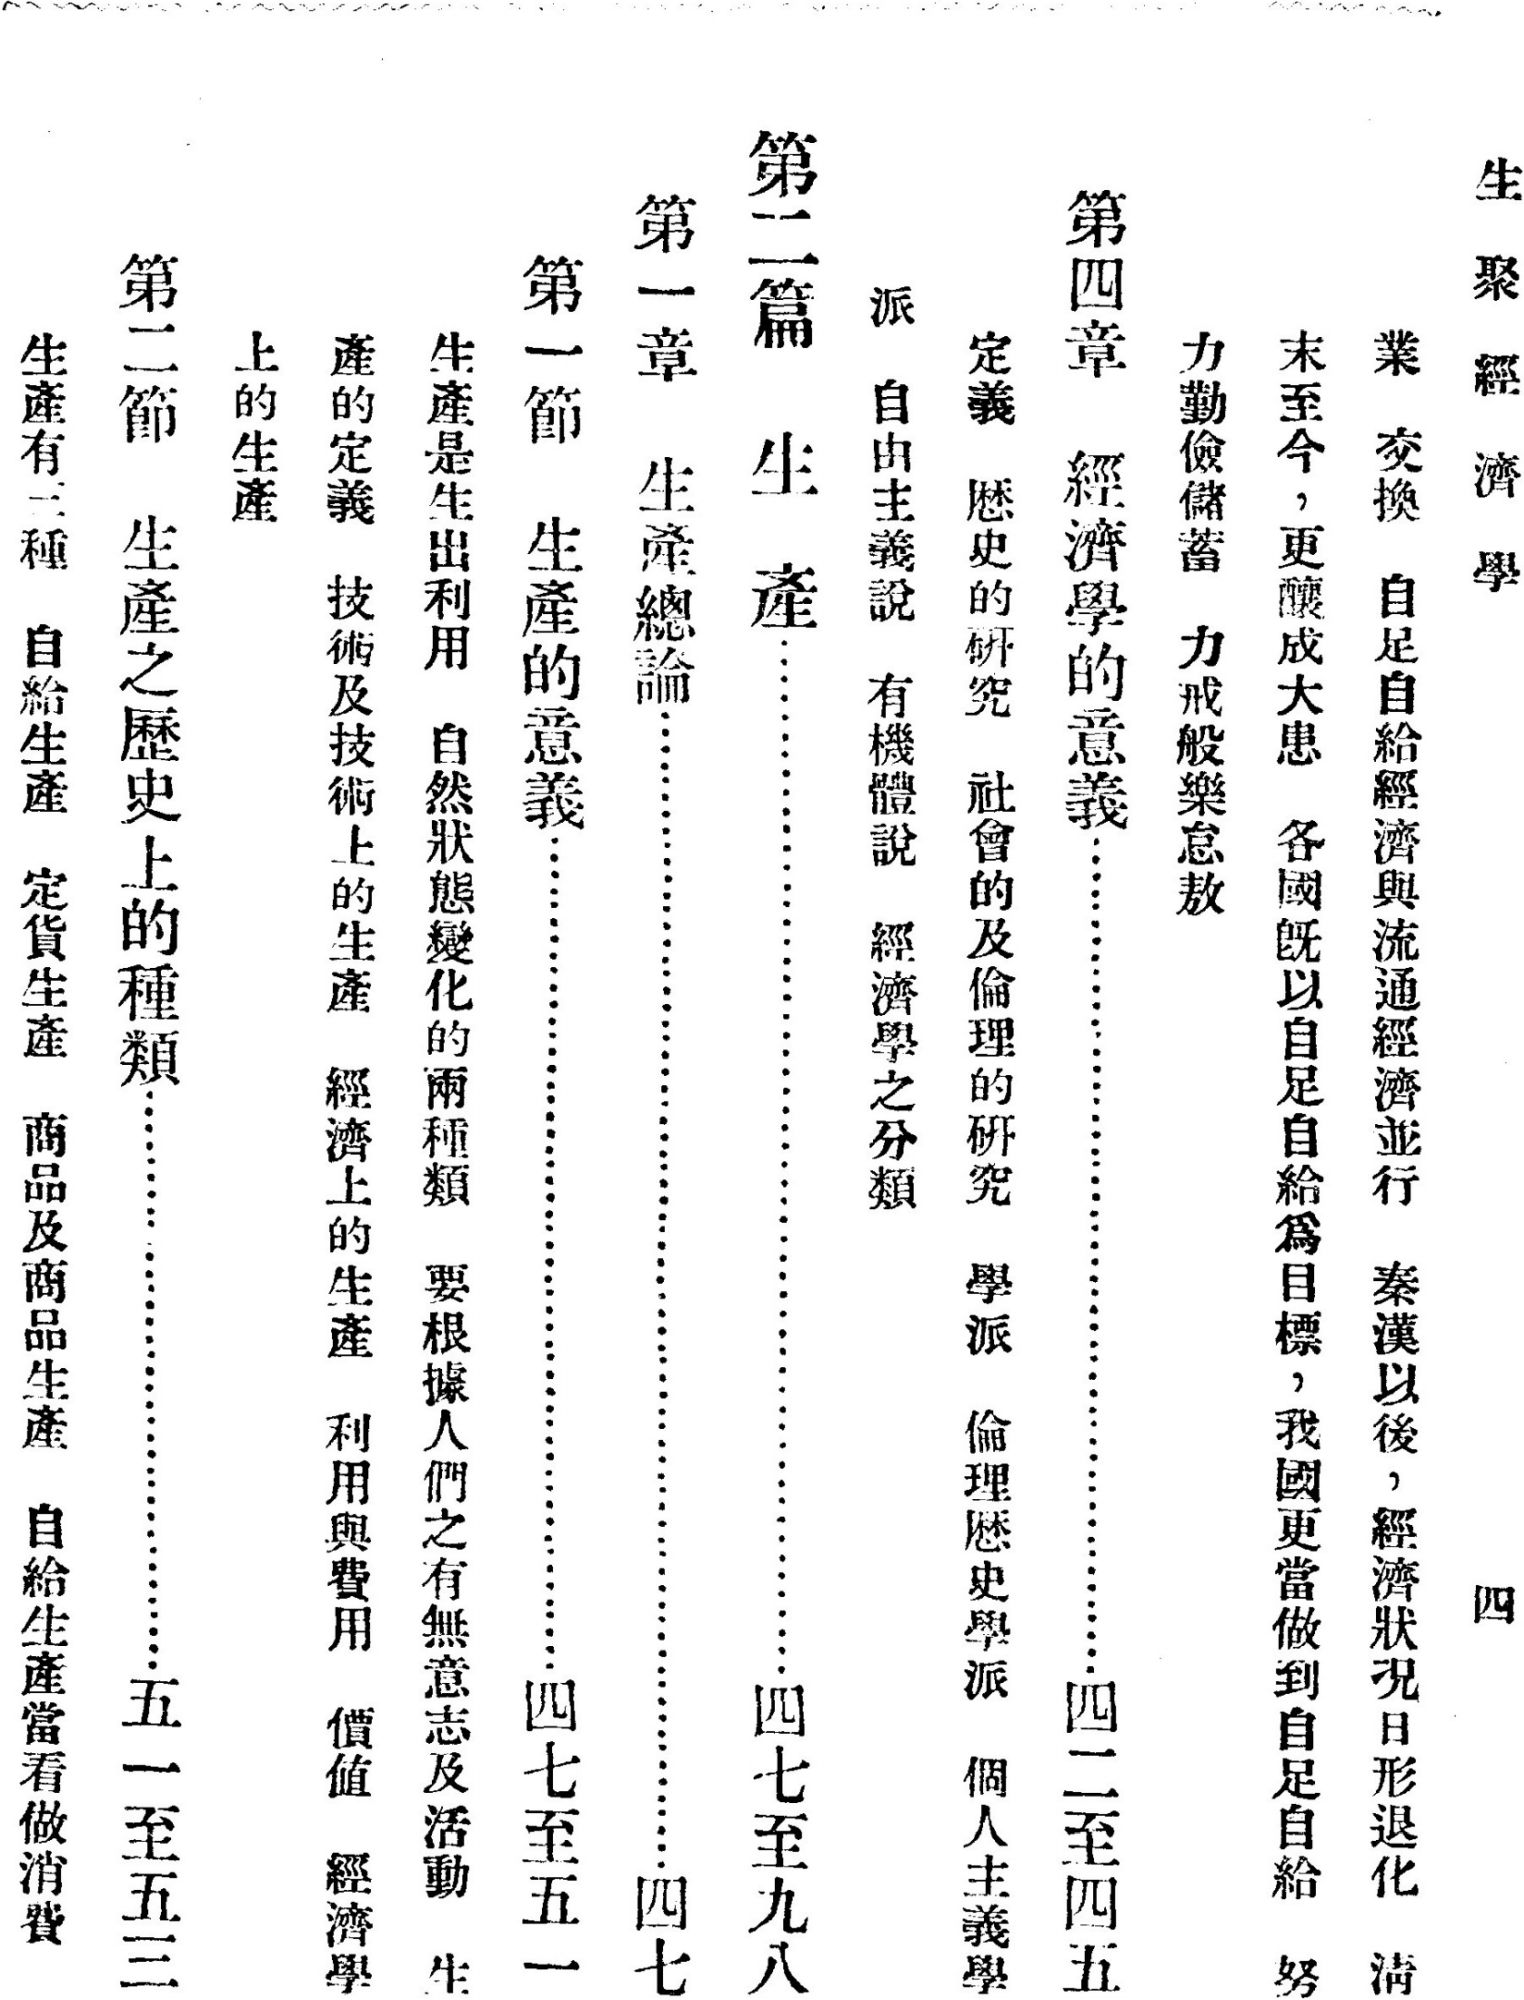 生聚經濟學　四
業　交換　自足自給經濟與流通經濟並行　秦漢以後，經濟狀況日形退化　清
末至今，更釀成大患　各國既以自足自給爲目標，我國更當做到自足自給　努
力勤儉儲蓄　力戒般樂怠敖
第四章　經濟學的意義……四二至四五
定義　歷史的研究　社會的及倫理的研究　學派　倫理歷史學派　個人主義學
派　自由主義說　有機體說　經濟學之分類
第二篇　生　產……四七至九八
第一章　生產總論……四七
第一節　生產的意義……四七至五一
生產是生出利用　自然狀態變化的兩種類　要根據人們之有無意志及活動　生
產的定義　技術及技術上的生產　經濟上的生產　利用與費用　價值　經濟學
上的生產
第二節　生產之歷史上的種類……五一至五三
生產有三種　自給生產　定貨生產　商品及商品生產　自給生產當看做消費